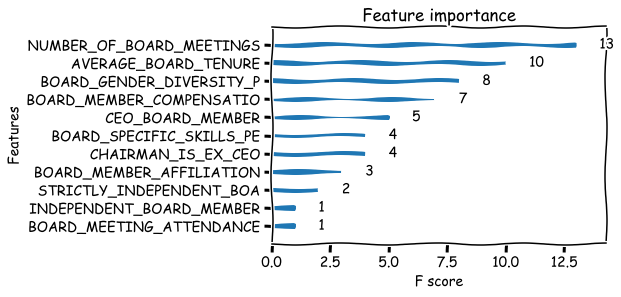 Feature importance
NUMBER_OF_BOARD_MEETINGS 13
AVERAGE_BOARD_TENURE 10
BOARD_GENDER_DIVERSITY_P 8
BOARD_MEMBER_COMPENSATIO 7
CEO_BOARD_MEMBER 5
BOARD_SPECIFIC_SKILLS_PE 4
CHAIRMAN_IS_EX_CEO 4
BOARD_MEMBER_AFFILIATION 3
STRICTLY_INDEPENDENT_BOA 2
INDEPENDENT_BOARD_MEMBER 1
BOARD_MEETING_ATTENDANCE 1
Features
0.0 2.5 5.0 7.5 10.0 12.5
F score